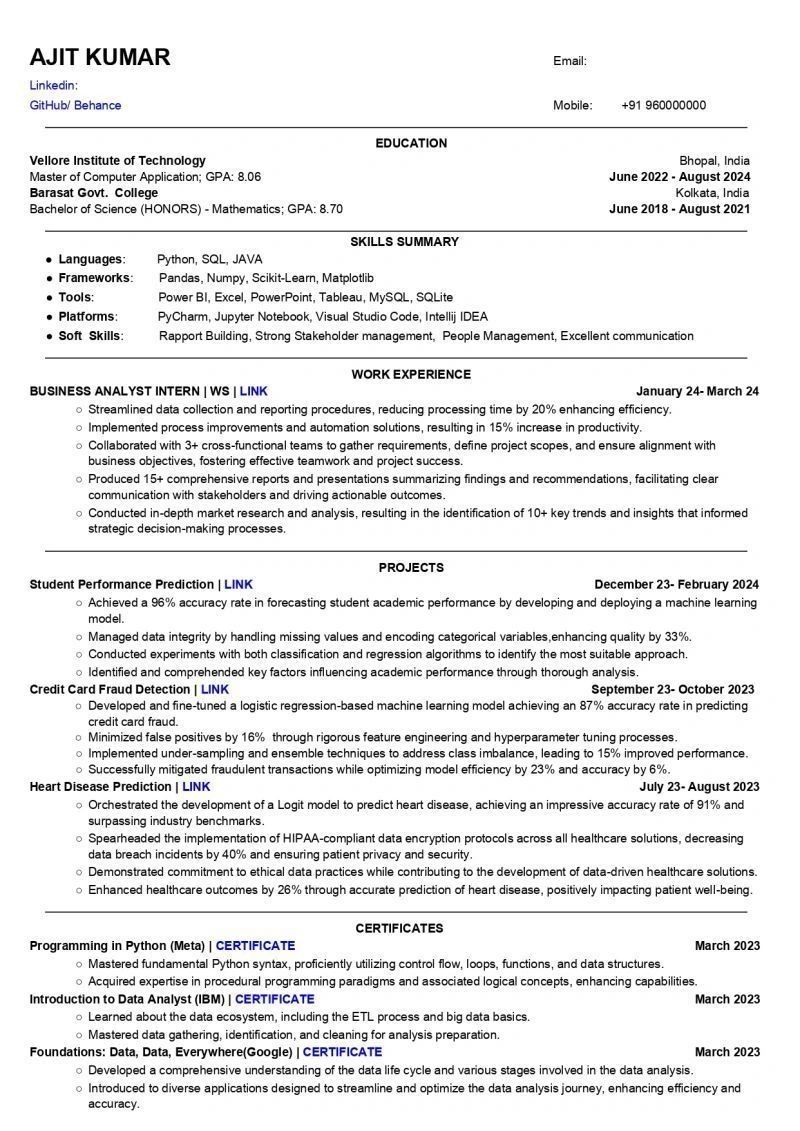 AJIT KUMAR
Email:
Linkedin:
GitHub/ Behance
Mobile: +91 960000000
EDUCATION
Vellore Institute of Technology Bhopal, India
Master of Computer Application; GPA: 8.06 June 2022 - August 2024
Barasat Govt. College Kolkata, India
Bachelor of Science (HONORS) - Mathematics; GPA: 8.70 June 2018 - August 2021
SKILLS SUMMARY
● Languages: Python, SQL, JAVA
● Frameworks: Pandas, Numpy, Scikit-Learn, Matplotlib
● Tools: Power BI, Excel, PowerPoint, Tableau, MySQL, SQLite
● Platforms: PyCharm, Jupyter Notebook, Visual Studio Code, Intellij IDEA
● Soft Skills: Rapport Building, Strong Stakeholder management, People Management, Excellent communication
WORK EXPERIENCE
BUSINESS ANALYST INTERN | WS | LINK January 24- March 24
○ Streamlined data collection and reporting procedures, reducing processing time by 20% enhancing efficiency.
○ Implemented process improvements and automation solutions, resulting in 15% increase in productivity.
○ Collaborated with 3+ cross-functional teams to gather requirements, define project scopes, and ensure alignment with
business objectives, fostering effective teamwork and project success.
○ Produced 15+ comprehensive reports and presentations summarizing findings and recommendations, facilitating clear
communication with stakeholders and driving actionable outcomes.
○ Conducted in-depth market research and analysis, resulting in the identification of 10+ key trends and insights that informed
strategic decision-making processes.
PROJECTS
Student Performance Prediction | LINK December 23- February 2024
○ Achieved a 96% accuracy rate in forecasting student academic performance by developing and deploying a machine learning
model.
○ Managed data integrity by handling missing values and encoding categorical variables,enhancing quality by 33%.
○ Conducted experiments with both classification and regression algorithms to identify the most suitable approach.
○ Identified and comprehended key factors influencing academic performance through thorough analysis.
Credit Card Fraud Detection | LINK September 23- October 2023
○ Developed and fine-tuned a logistic regression-based machine learning model achieving an 87% accuracy rate in predicting
credit card fraud.
○ Minimized false positives by 16% through rigorous feature engineering and hyperparameter tuning processes.
○ Implemented under-sampling and ensemble techniques to address class imbalance, leading to 15% improved performance.
○ Successfully mitigated fraudulent transactions while optimizing model efficiency by 23% and accuracy by 6%.
Heart Disease Prediction | LINK July 23- August 2023
○ Orchestrated the development of a Logit model to predict heart disease, achieving an impressive accuracy rate of 91% and
surpassing industry benchmarks.
○ Spearheaded the implementation of HIPAA-compliant data encryption protocols across all healthcare solutions, decreasing
data breach incidents by 40% and ensuring patient privacy and security.
○ Demonstrated commitment to ethical data practices while contributing to the development of data-driven healthcare solutions.
○ Enhanced healthcare outcomes by 26% through accurate prediction of heart disease, positively impacting patient well-being.
CERTIFICATES
Programming in Python (Meta) | CERTIFICATE March 2023
○ Mastered fundamental Python syntax, proficiently utilizing control flow, loops, functions, and data structures.
○ Acquired expertise in procedural programming paradigms and associated logical concepts, enhancing capabilities.
Introduction to Data Analyst (IBM) | CERTIFICATE March 2023
○ Learned about the data ecosystem, including the ETL process and big data basics.
○ Mastered data gathering, identification, and cleaning for analysis preparation.
Foundations: Data, Data, Everywhere(Google) | CERTIFICATE March 2023
○ Developed a comprehensive understanding of the data life cycle and various stages involved in the data analysis.
○ Introduced to diverse applications designed to streamline and optimize the data analysis journey, enhancing efficiency and
accuracy.